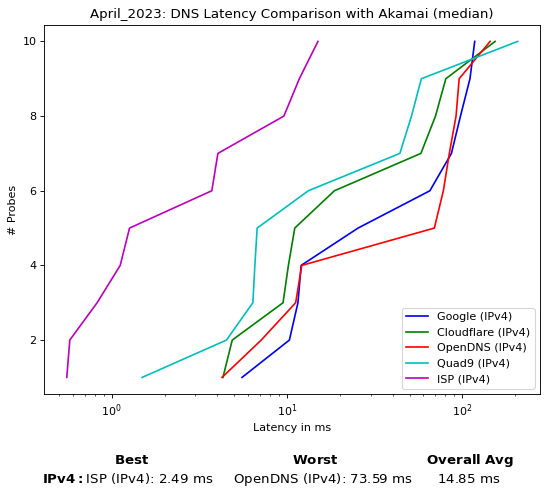 April_2023: DNS Latency Comparison with Akamai (median)
10
8
6
4
2
# Probes
Google (IPv4)
Cloudflare (IPv4)
OpenDNS (IPv4)
Quad9 (IPv4)
ISP (IPv4)
10^0 10^1 10^2
Latency in ms
Best Worst Overall Avg
IPv4: ISP (IPv4): 2.49 ms OpenDNS (IPv4): 73.59 ms 14.85 ms